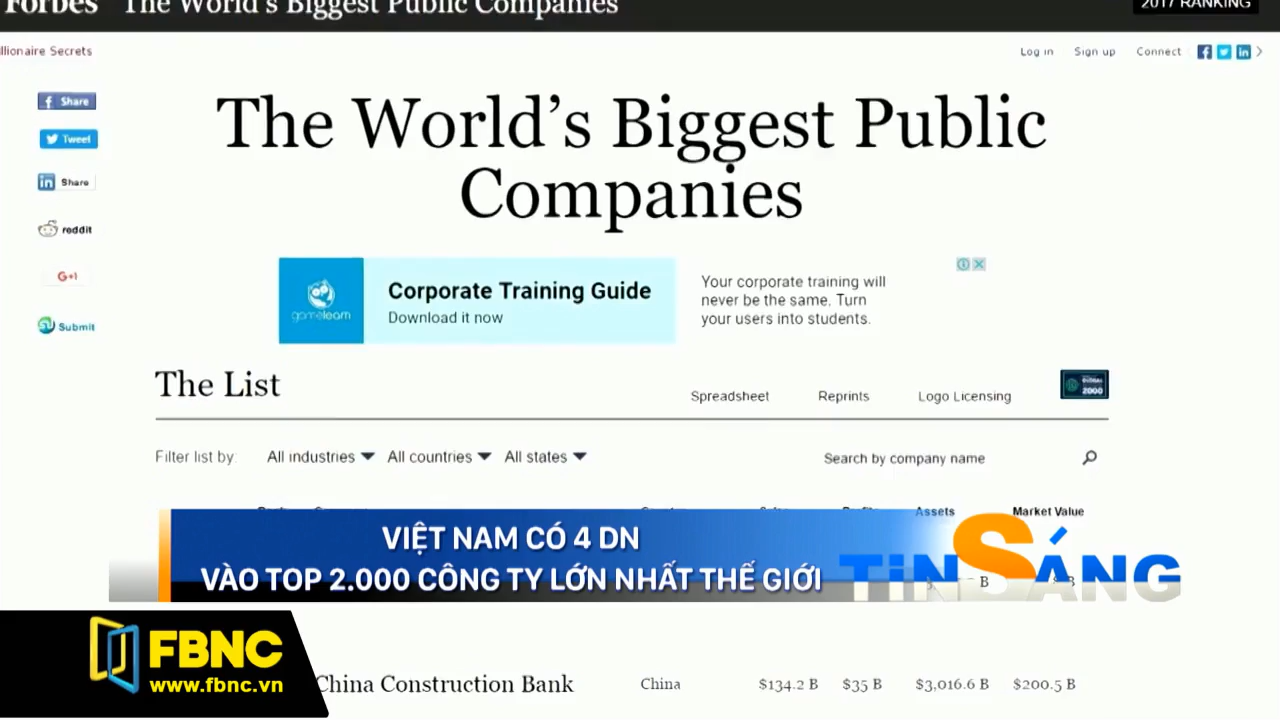 Forbes The World's Biggest Public Companies 2017 RANKING
llionaire Secrets Log in Sign up Connect
The World's Biggest Public
Companies
Share
Tweet
Share
reddit
G+1
Submit
gamelearn
Corporate Training Guide
Download it now
Your corporate training will
never be the same. Turn
your users into students.
The List
Spreadsheet Reprints Logo Licensing
GLOBAL
2000
Filter list by: All industries All countries All states Search by company name
Assets Market Value
VIỆT NAM CÓ 4 DN
VÀO TOP 2.000 CÔNG TY LỚN NHẤT THẾ GIỚI
TIN SÁNG
FBNC
www.fbnc.vn
China Construction Bank China $134.2 B $35 B $3,016.6 B $200.5 B